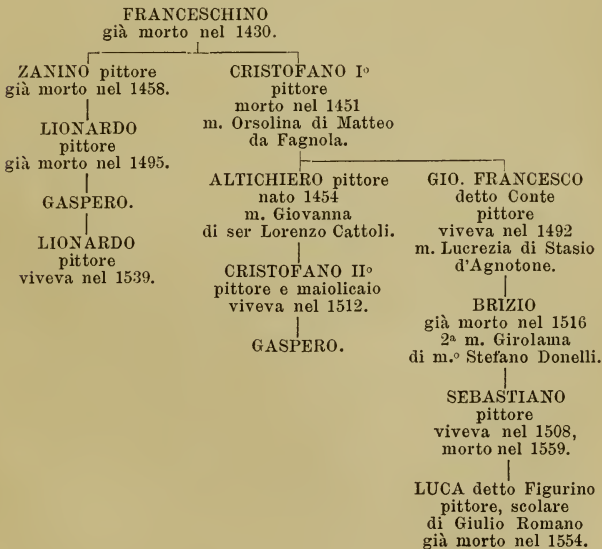 FRANCESCHINO
già morto nel 1430.
ZANINO pittore
già morto nel 1458.
LIONARDO
pittore
già morto nel 1495.
GASPERO.
LIONARDO
pittore
viveva nel 1539.
CRISTOFANO Iº
pittore
morto nel 1451
m. Orsolina di Matteo
da Fagnola.
ALTICHIERO pittore
nato 1454
m. Giovanna
di ser Lorenzo Cattoli.
CRISTOFANO IIº
pittore e maiolicaio
viveva nel 1512.
GASPERO.
GIO. FRANCESCO
detto Conte
pittore
viveva nel 1492
m. Lucrezia di Stasio
d'Agnotone.
BRIZIO
già morto nel 1516
2ª m. Girolama
di m.º Stefano Donelli.
SEBASTIANO
pittore
viveva nel 1508,
morto nel 1559.
LUCA detto Figurino
pittore, scolare
di Giulio Romano
già morto nel 1554.